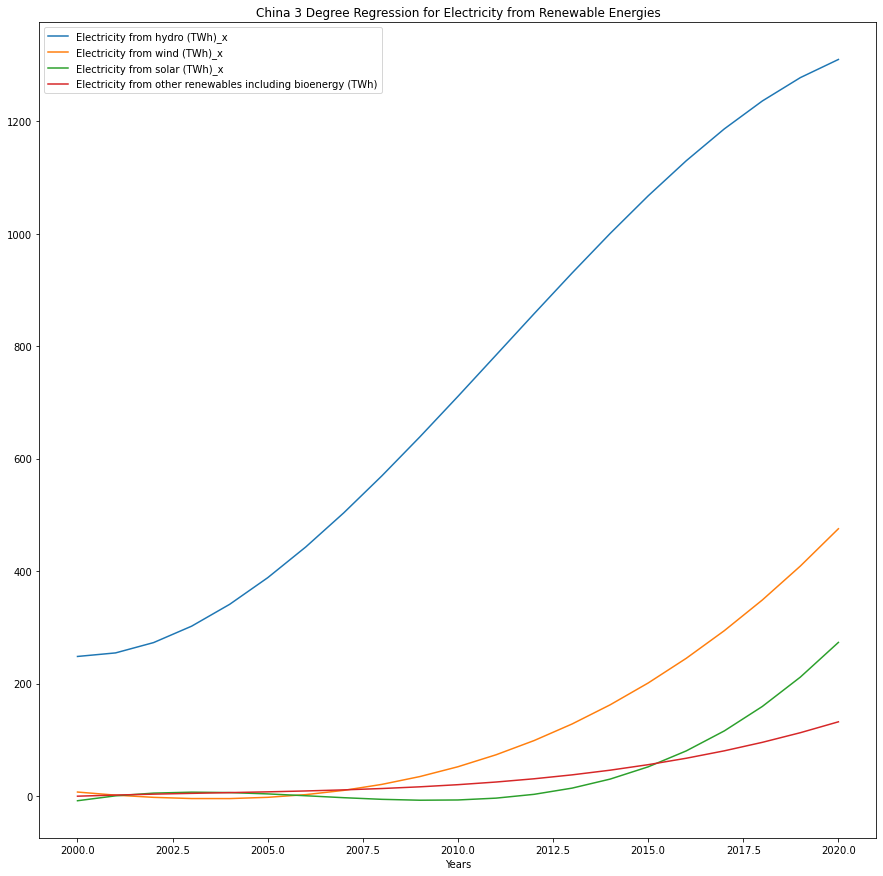 China 3 Degree Regression for Electricity from Renewable Energies
Electricity from hydro (TWh)_x
Electricity from wind (TWh)_x
Electricity from solar (TWh)_x
Electricity from other renewables including bioenergy (TWh)
1200
1000
800
600
400
200
0
2000.0 2002.5 2005.0 2007.5 2010.0 2012.5 2015.0 2017.5 2020.0
Years